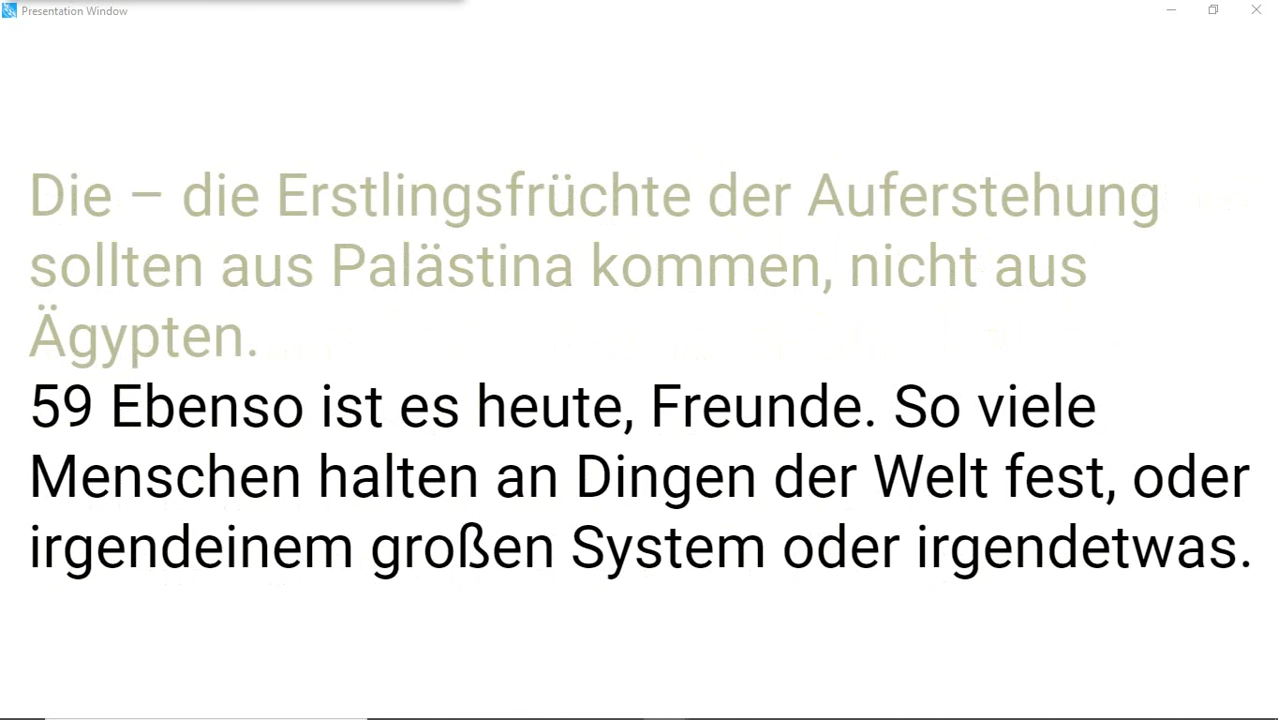 Presentation Window
Die – die Erstlingsfrüchte der Auferstehung
sollten aus Palästina kommen, nicht aus
Ägypten.
59 Ebenso ist es heute, Freunde. So viele
Menschen halten an Dingen der Welt fest, oder
irgendeinem großen System oder irgendetwas.